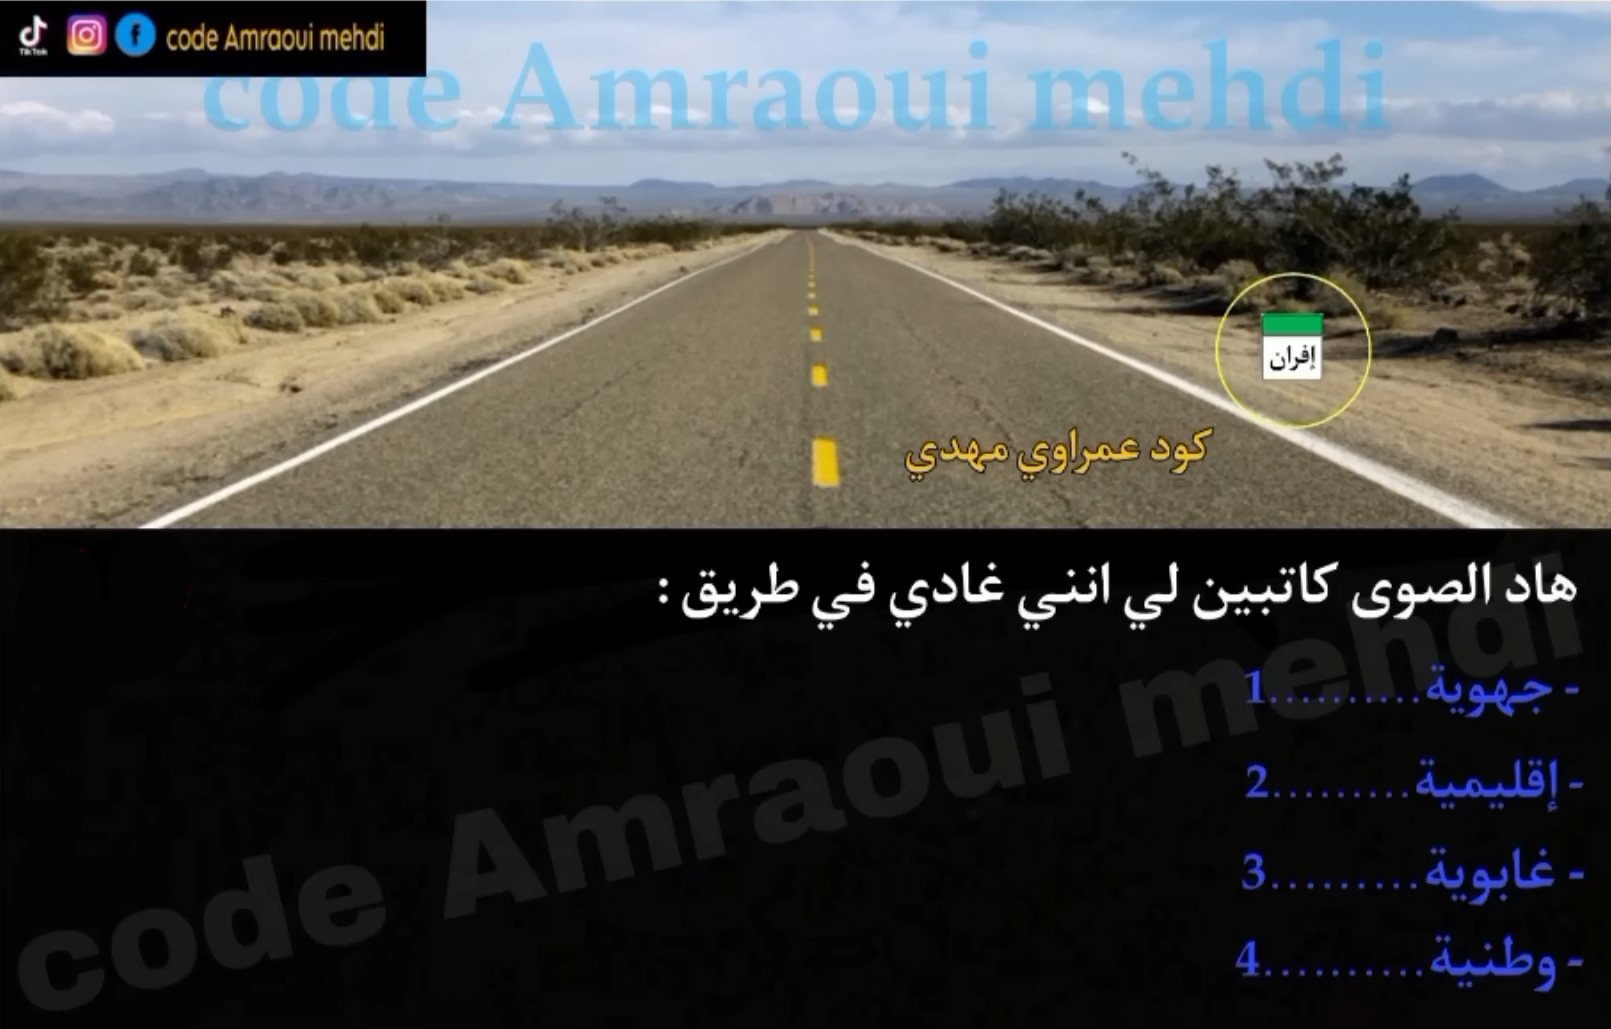 TikTok code Amraoui mehdi
code Amraoui mehdi
إفران
كود عمراوي مهدي
هاد الصوى كاتبين لي انني غادي في طريق :
- جهوية..........1
- إقليمية.........2
- غابوية.........3
- وطنية..........4
code Amraoui mehdi